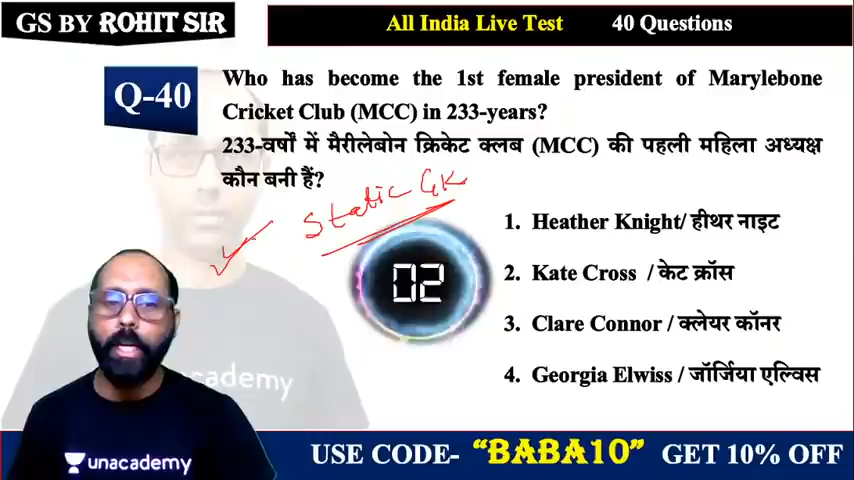 GS BY ROHIT SIR
All India Live Test 40 Questions
Q-40
Who has become the 1st female president of Marylebone
Cricket Club (MCC) in 233-years?
233-वर्षों में मैरीलेबोन क्रिकेट क्लब (MCC) की पहली महिला अध्यक्ष
कौन बनी हैं?
Static GK
02
1. Heather Knight/ हीथर नाइट
2. Kate Cross / केट क्रॉस
3. Clare Connor / क्लेयर कॉनर
4. Georgia Elwiss / जॉर्जिया एल्विस
ademy
unacademy
USE CODE- “BABA10” GET 10% OFF